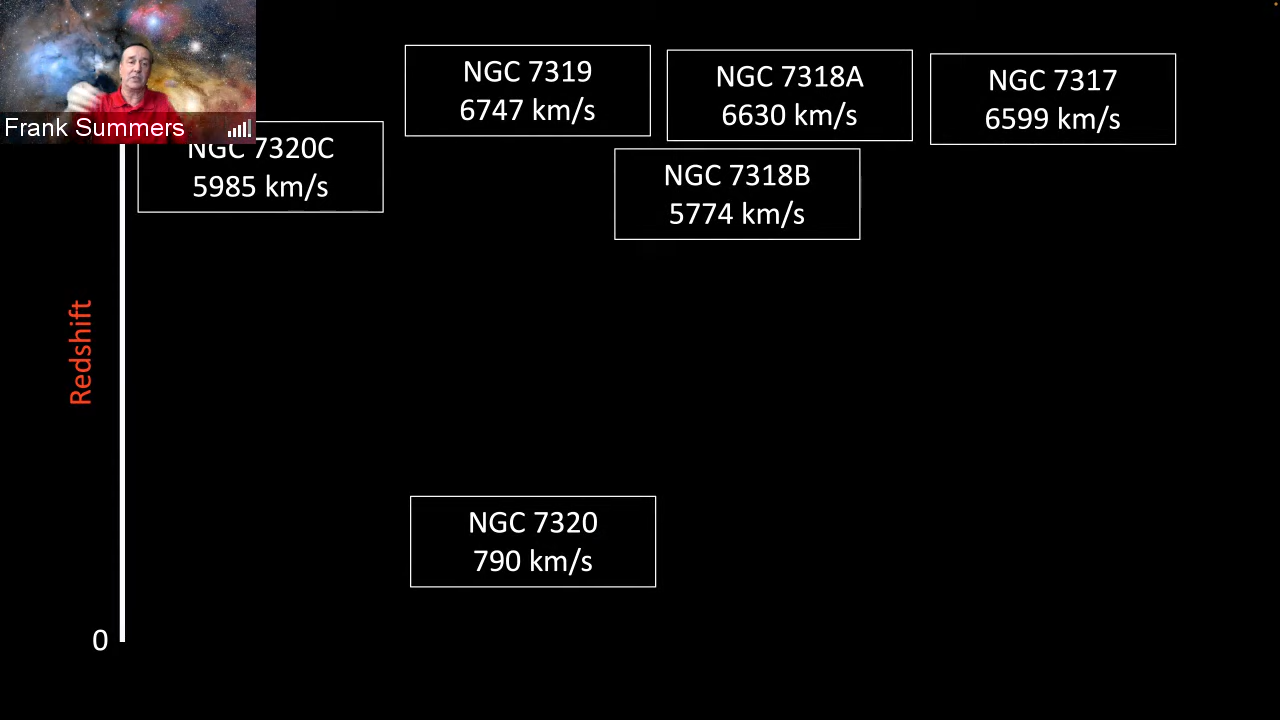 Frank Summers
NGC 7319
6747 km/s
NGC 7318A
6630 km/s
NGC 7317
6599 km/s
NGC 7320C
5985 km/s
NGC 7318B
5774 km/s
Redshift
NGC 7320
790 km/s
0